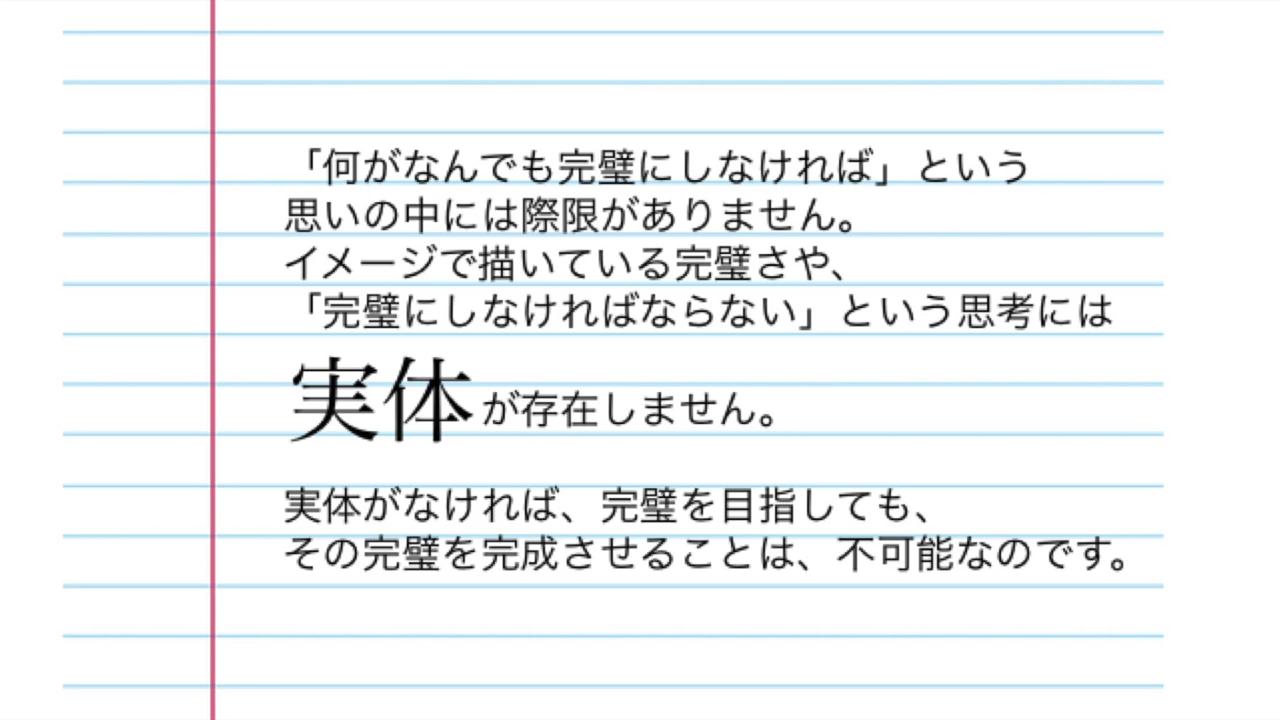 「何がなんでも完璧にしなければ」という
思いの中には際限がありません。
イメージで描いている完璧さや、
「完璧にしなければならない」という思考には
実体が存在しません。
実体がなければ、完璧を目指しても、
その完璧を完成させることは、不可能なのです。